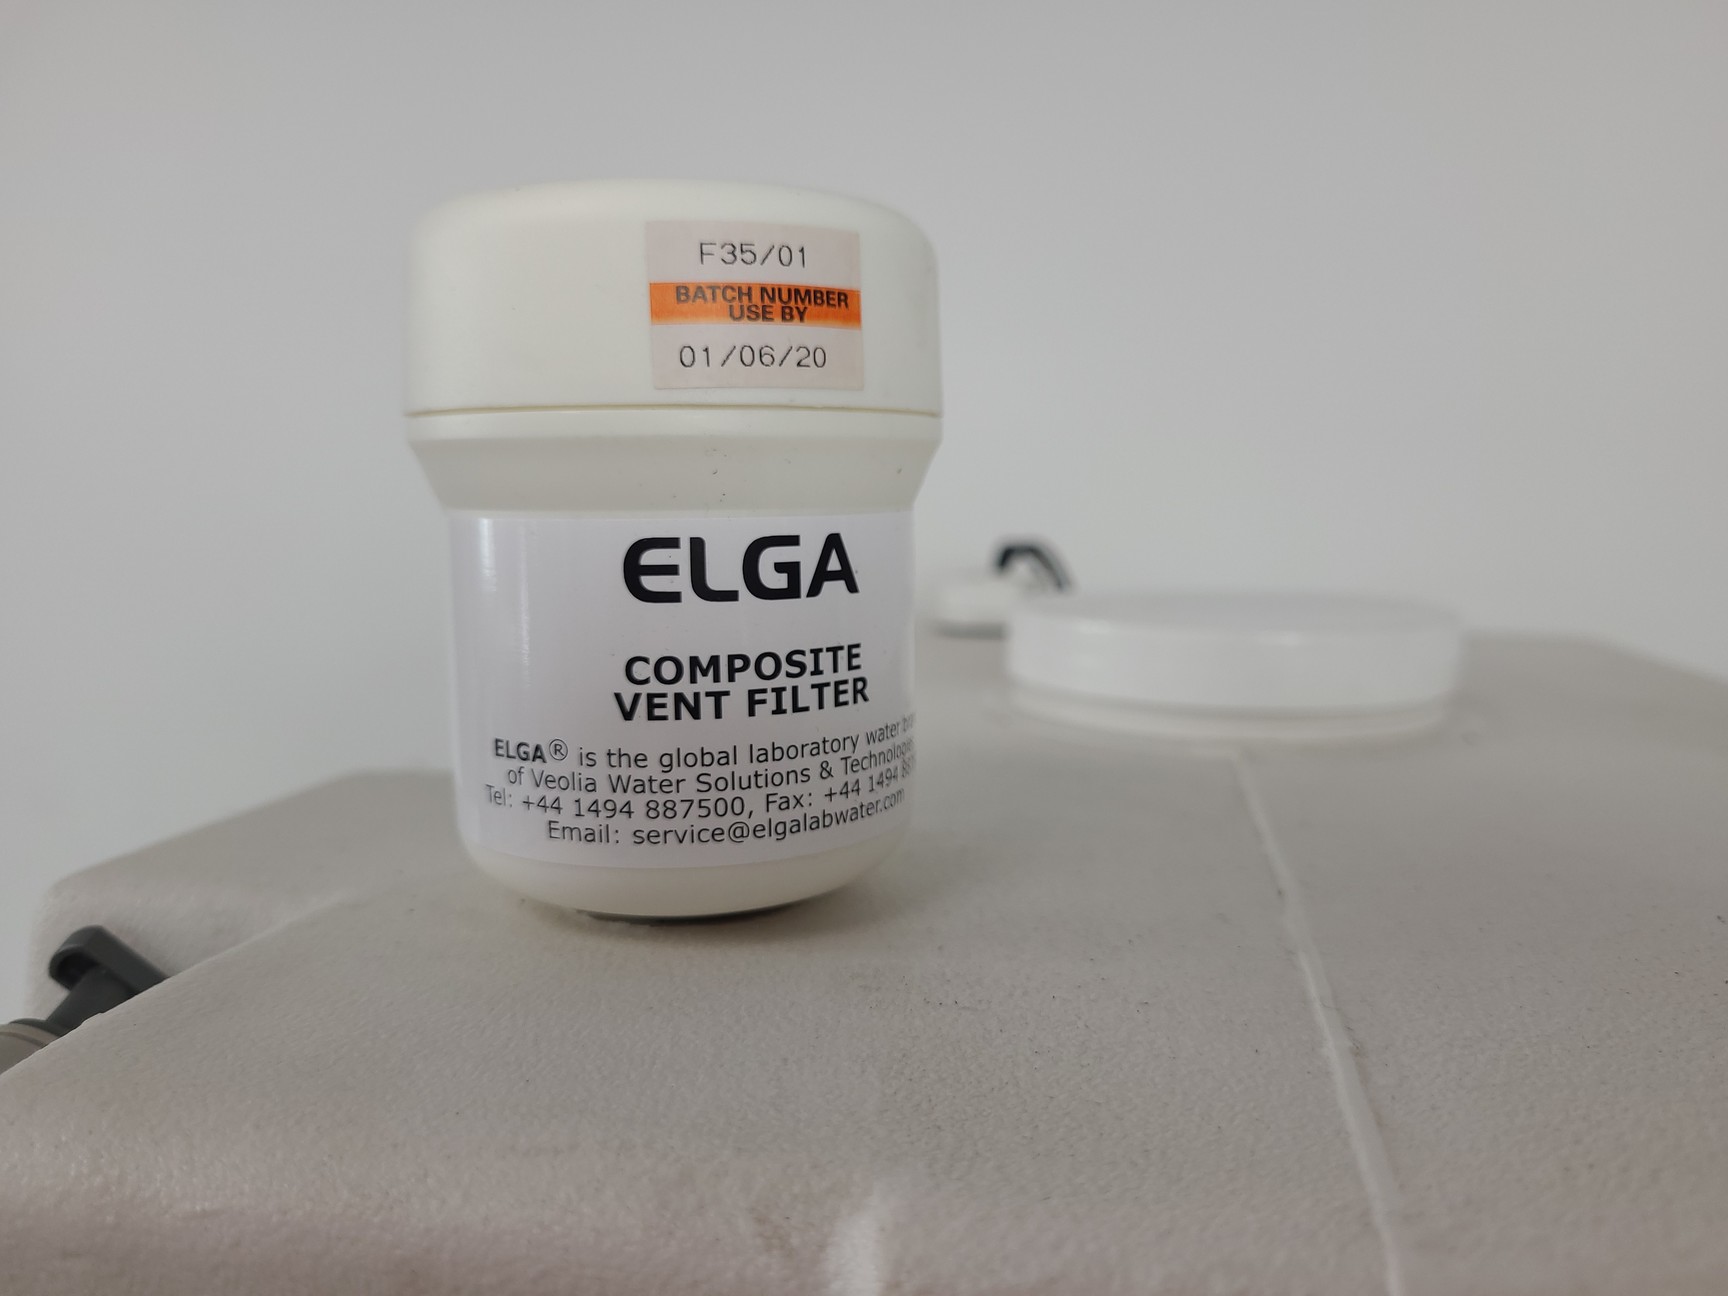 F35/01
BATCH NUMBER
USE BY
01/06/20
ELGA
COMPOSITE
VENT FILTER
ELGA® is the global laboratory water
of Veolia Water Solutions &
Tel: +44 1494 887500, Fax: +44 1494
Email: service@elgalabwater.com